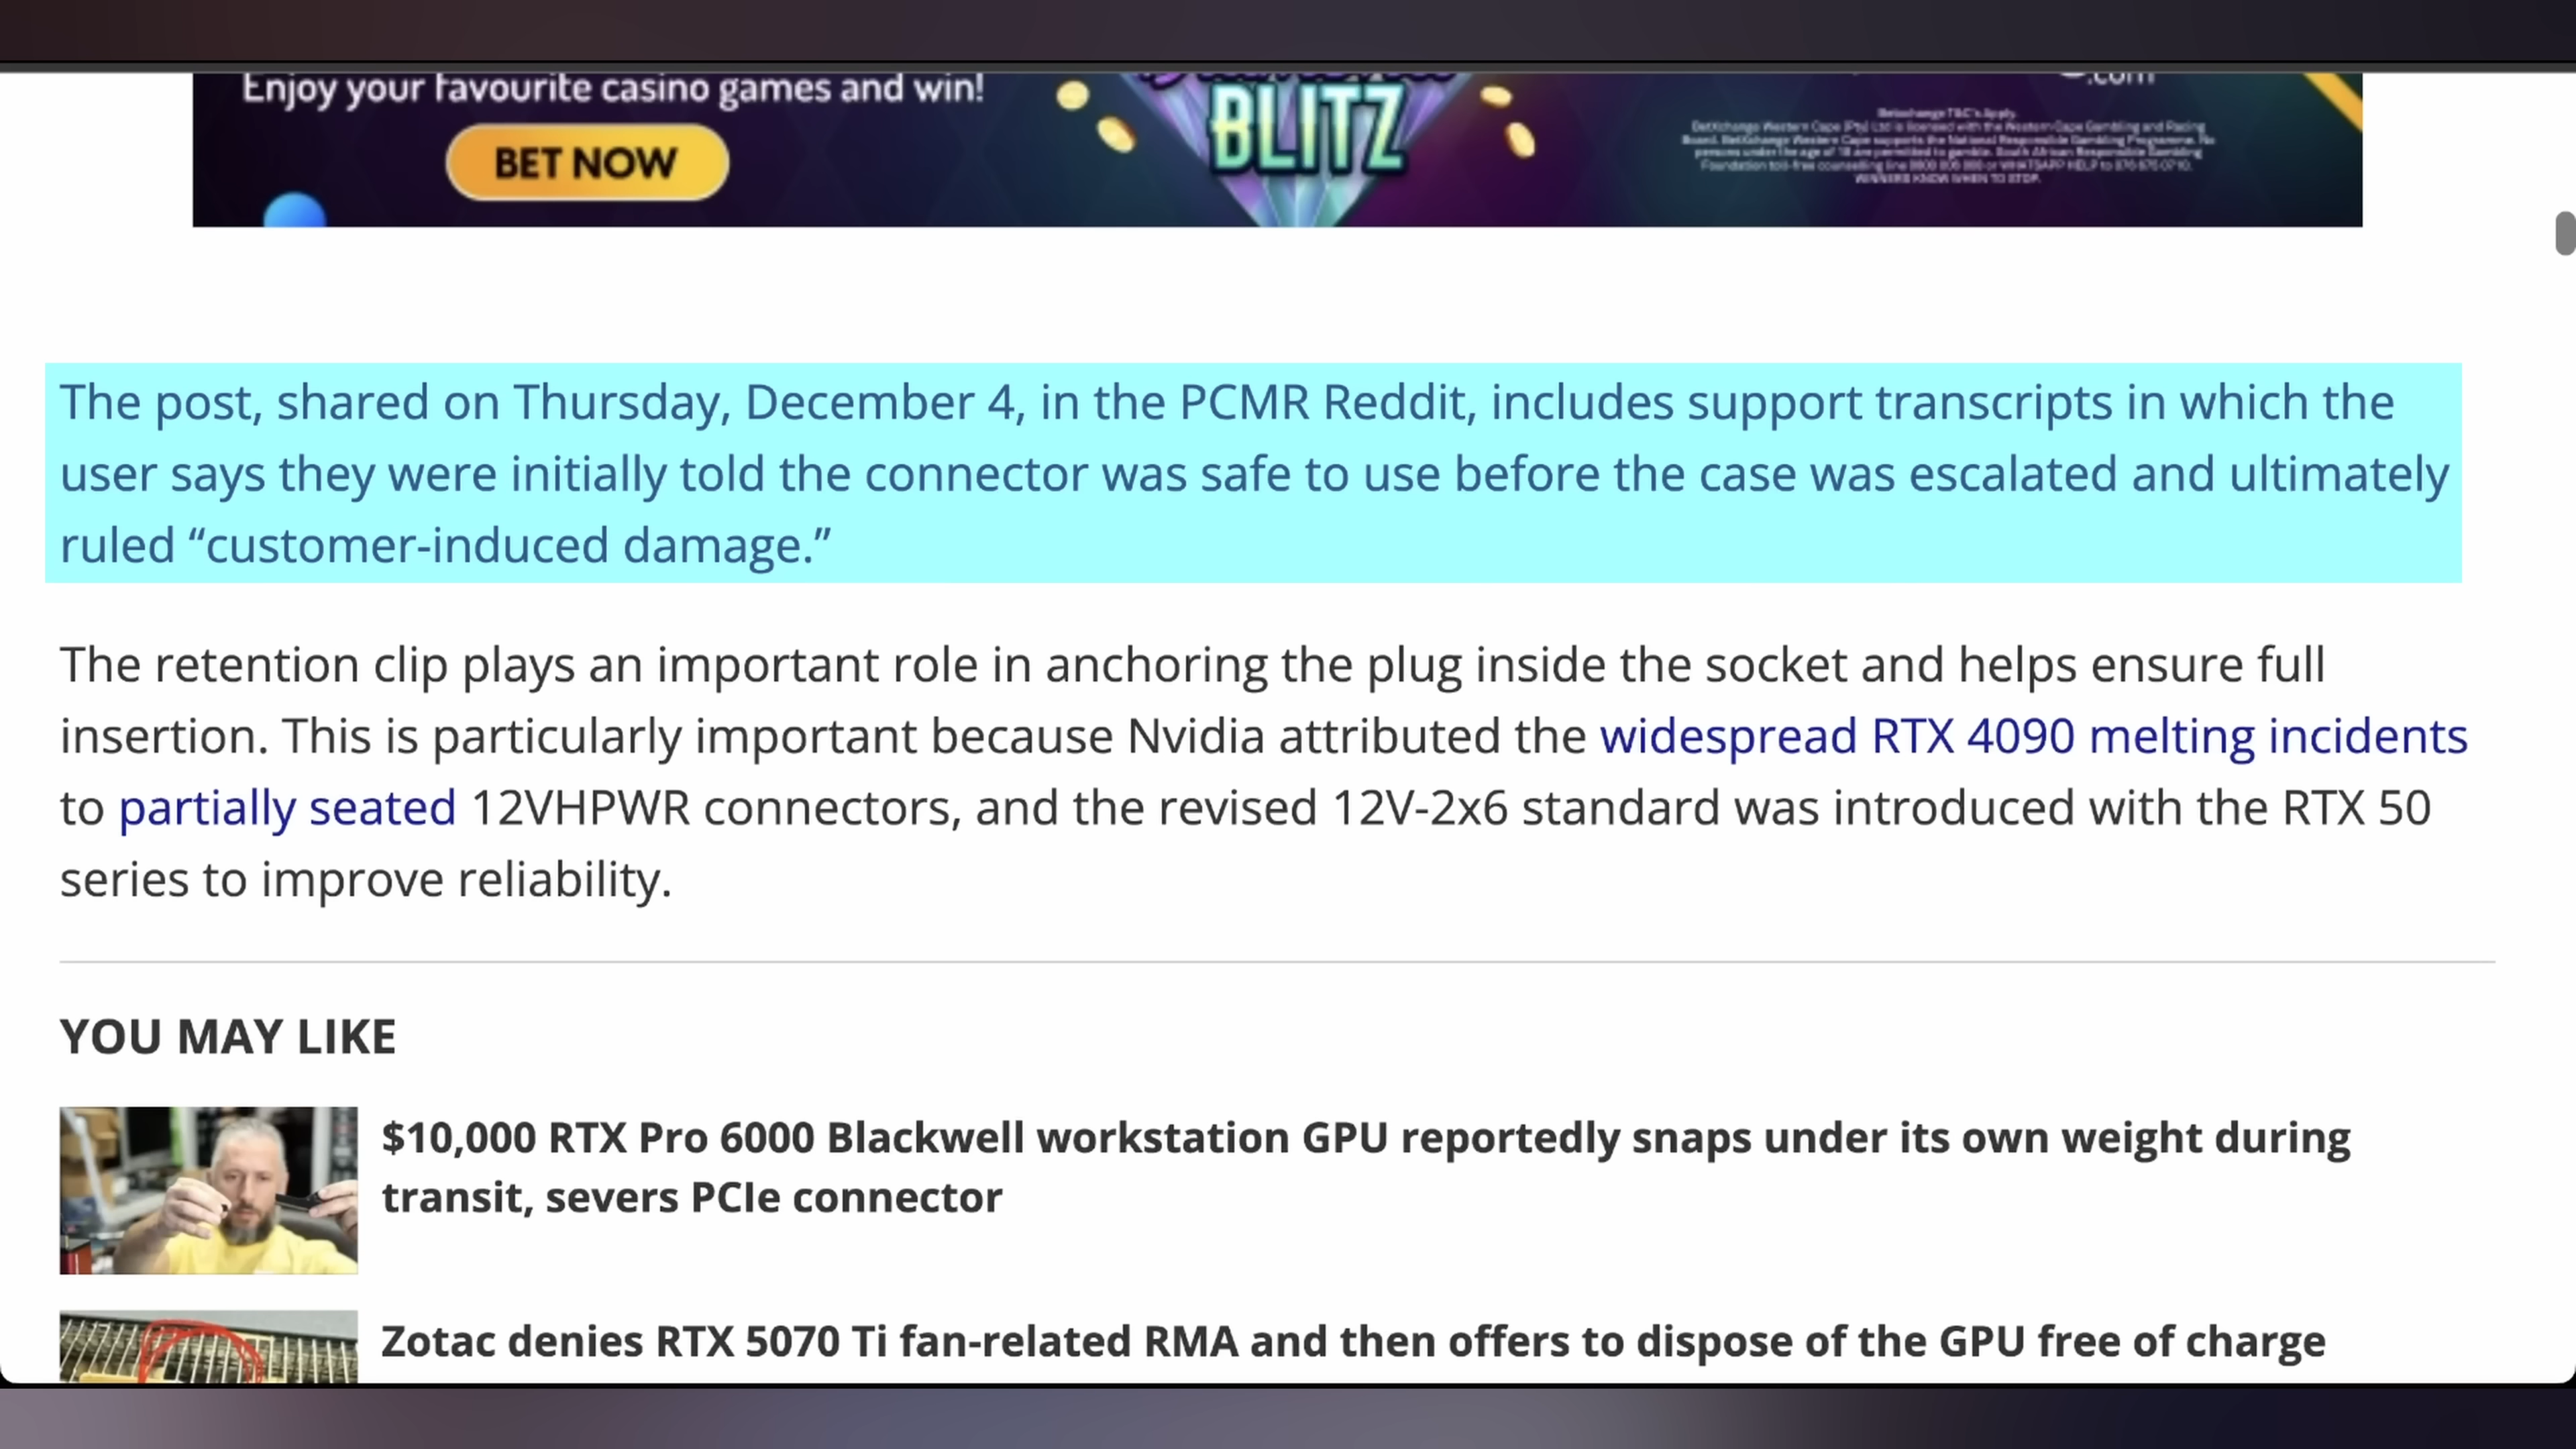 Enjoy your favourite casino games and win!
BET NOW
BLITZ
.com
WINNERS KNOW WHEN TO STOP.
The post, shared on Thursday, December 4, in the PCMR Reddit, includes support transcripts in which the
user says they were initially told the connector was safe to use before the case was escalated and ultimately
ruled “customer-induced damage.”
The retention clip plays an important role in anchoring the plug inside the socket and helps ensure full
insertion. This is particularly important because Nvidia attributed the widespread RTX 4090 melting incidents
to partially seated 12VHPWR connectors, and the revised 12V-2x6 standard was introduced with the RTX 50
series to improve reliability.
YOU MAY LIKE
$10,000 RTX Pro 6000 Blackwell workstation GPU reportedly snaps under its own weight during
transit, severs PCIe connector
Zotac denies RTX 5070 Ti fan-related RMA and then offers to dispose of the GPU free of charge